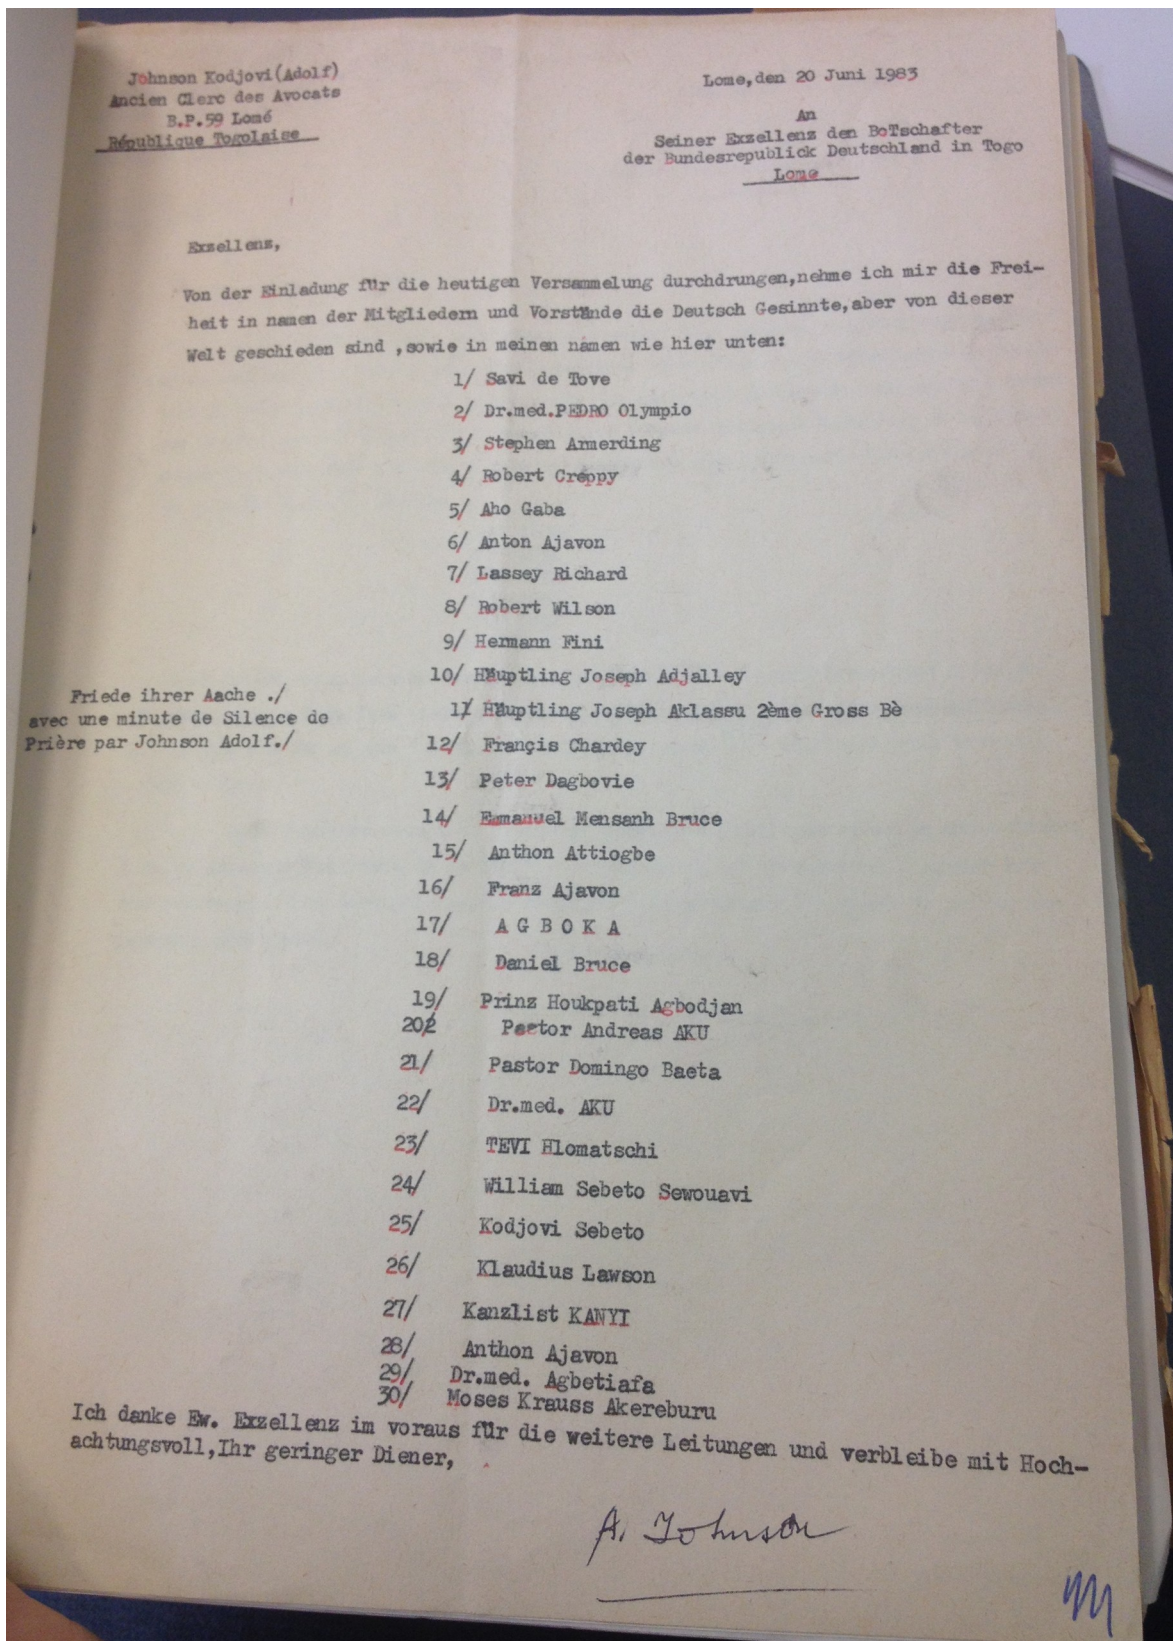 Johnson Kodjovi(Adolf)
Ancien Clerc des Avocats
B.P.59 Lomé
République Togolaise
Lome,den 20 Juni 1983
An
Seiner Exzellenz den BoTschafter
der Bundesrepublick Deutschland in Togo
Lome
Exzellenz,
Von der Einladung für die heutigen Versammelung durchdrungen,nehme ich mir die Frei-
heit in namen der Mitgliedern und Vorstände die Deutsch Gesinnte,aber von dieser
Welt geschieden sind ,sowie in meinen namen wie hier unten:
1/ Savi de Tove
2/ Dr.med.PEDRO Olympio
3/ Stephen Armerding
4/ Robert Creppy
5/ Aho Gaba
6/ Anton Ajavon
7/ Lassey Richard
8/ Robert Wilson
9/ Hermann Fini
10/ Häuptling Joseph Adjalley
Friede ihrer Aache ./
avec une minute de Silence de
Prière par Johnson Adolf./
11/ Häuptling Joseph Aklassu 2ème Gross Bè
12/ Françis Chardey
13/ Peter Dagbovie
14/ Emmanuel Mensanh Bruce
15/ Anthon Attiogbe
16/ Franz Ajavon
17/ A G B O K A
18/ Daniel Bruce
19/ Prinz Houkpati Agbodjan
20/ Pastor Andreas AKU
21/ Pastor Domingo Baeta
22/ Dr.med. AKU
23/ TEVI Hlomatschi
24/ William Sebeto Sewouavi
25/ Kodjovi Sebeto
26/ Klaudius Lawson
27/ Kanzlist KANYI
28/ Anthon Ajavon
29/ Dr.med. Agbetiafa
30/ Moses Krauss Akereburu
Ich danke Ew. Exzellenz im voraus für die weitere Leitungen und verbleibe mit Hoch-
achtungsvoll,Ihr geringer Diener,
A. Johnson